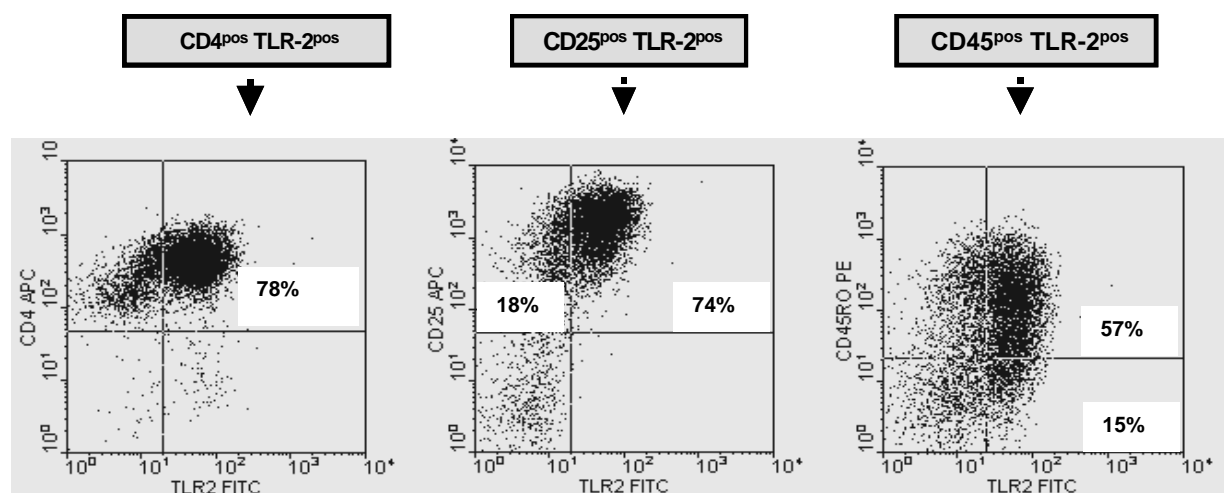 CD4pos TLR-2pos
CD25pos TLR-2pos
CD45pos TLR-2pos
10
10³
10²
10¹
10⁰
CD4 APC
78%
10⁰ 10¹ 10² 10³ 10⁴
TLR2 FITC
10⁴
10³
10²
10¹
10⁰
CD25 APC
18%
74%
10⁰ 10¹ 10² 10³ 10⁴
TLR2 FITC
10⁴
10³
10²
10¹
10⁰
CD45RO PE
57%
15%
10⁰ 10¹ 10² 10³ 10⁴
TLR2 FITC